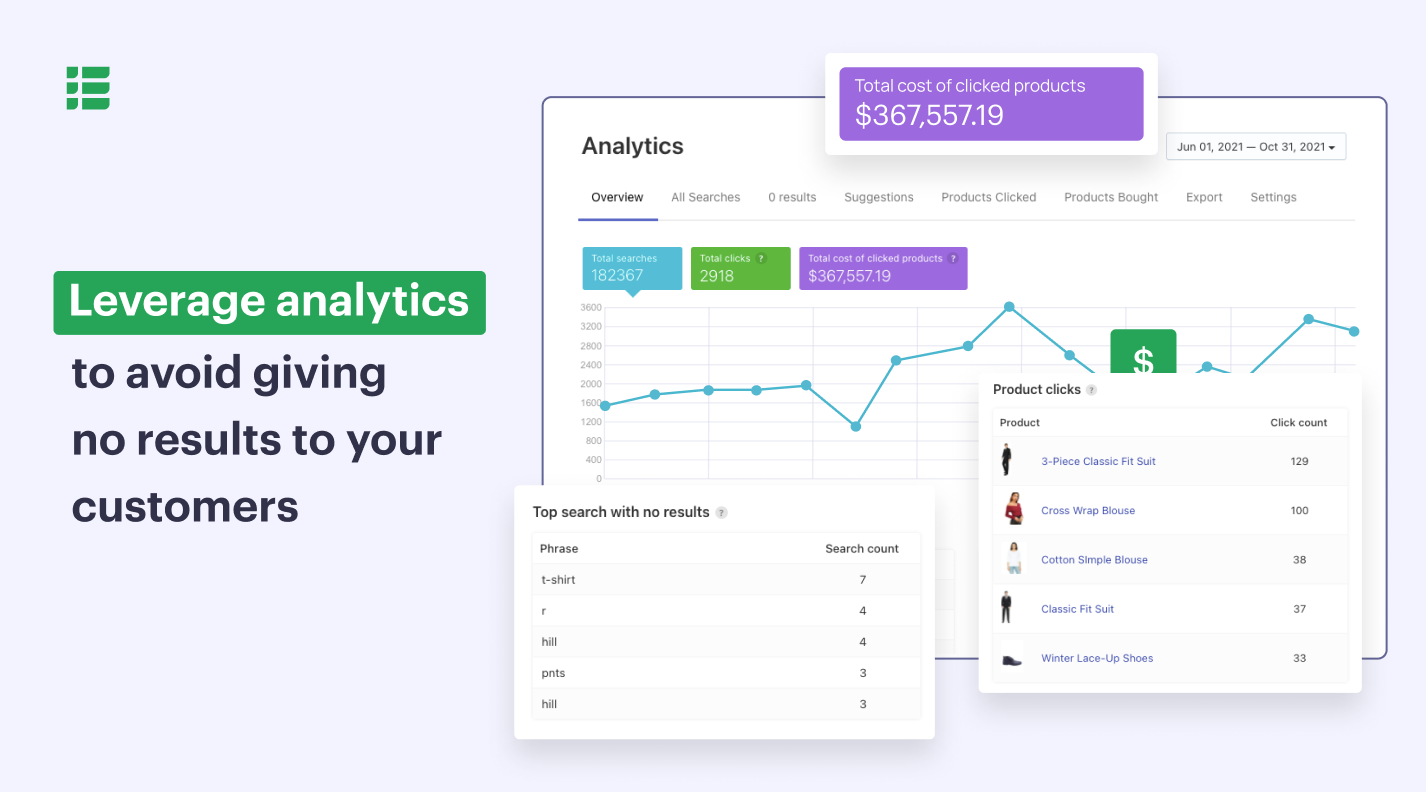 Leverage analytics
to avoid giving
no results to your
customers
Total cost of clicked products
$367,557.19
Analytics
Jun 01, 2021 — Oct 31, 2021
Overview All Searches 0 results Suggestions Products Clicked Products Bought Export Settings
Total searches
182367
Total clicks ?
2918
Total cost of clicked products ?
$367,557.19
3600
3200
2800
2400
2000
1600
1200
800
400
0
$
Top search with no results ?
Phrase Search count
t-shirt 7
r 4
hill 4
pnts 3
hill 3
Product clicks ?
Product Click count
3-Piece Classic Fit Suit 129
Cross Wrap Blouse 100
Cotton SImple Blouse 38
Classic Fit Suit 37
Winter Lace-Up Shoes 33